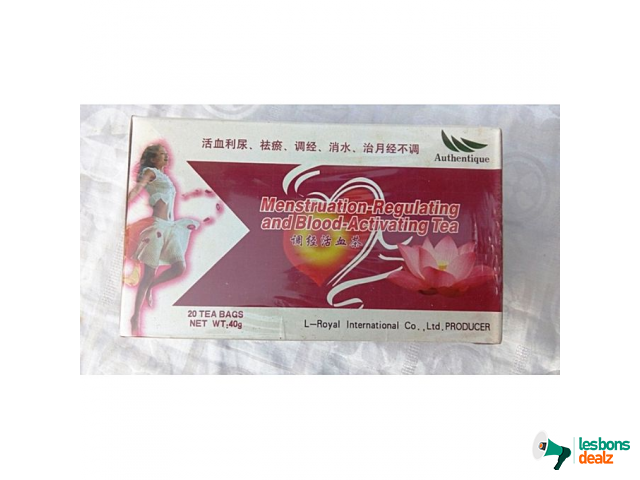 活血利尿、祛瘀、调经、消水、治月经不调
Authentique
Menstruation-Regulating
and Blood-Activating Tea
调经活血茶
20 TEA BAGS
NET WT.:40g
L-Royal International Co.,Ltd. PRODUCER
lesbons
dealz